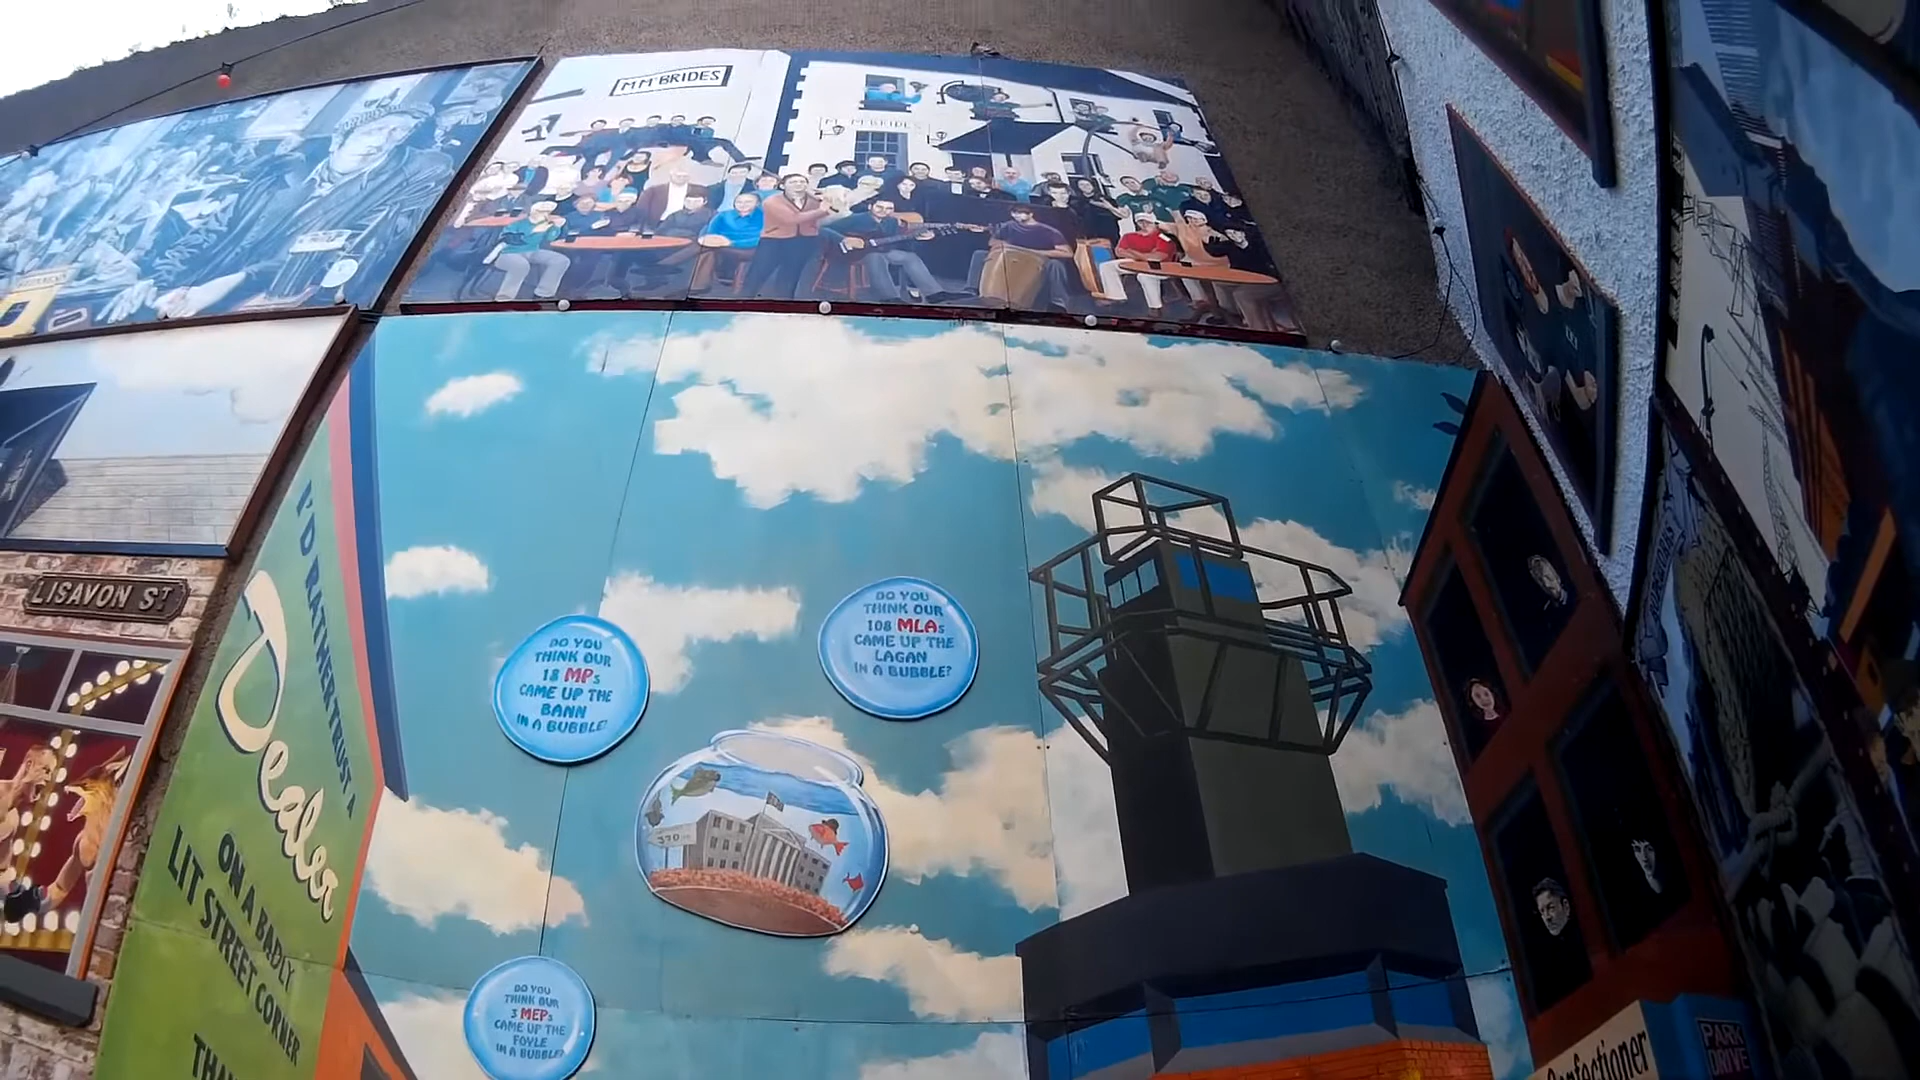 M McBRIDES
M. McBRIDES
LISAVON ST
I'D RATHER TRUST A
Dealer
ON A BADLY
LIT STREET CORNER
DO YOU
THINK OUR
18 MPs
CAME UP THE
BANN
IN A BUBBLE?
DO YOU
THINK OUR
108 MLAs
CAME UP THE
LAGAN
IN A BUBBLE?
370
DO YOU
THINK OUR
3 MEPs
CAME UP THE
FOYLE
IN A BUBBLE?
Confectioner
PARK
DRIVE